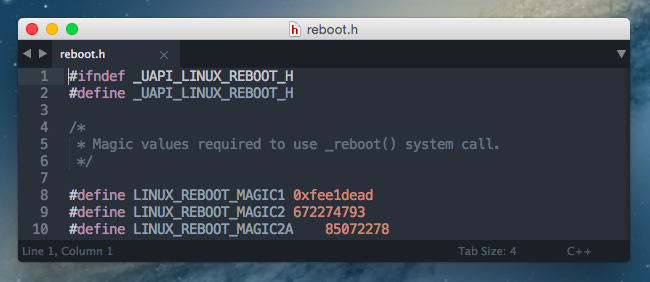 reboot.h
reboot.h
1 #ifndef _UAPI_LINUX_REBOOT_H
2 #define _UAPI_LINUX_REBOOT_H
3
4 /*
5 * Magic values required to use _reboot() system call.
6 */
7
8 #define LINUX_REBOOT_MAGIC1 0xfee1dead
9 #define LINUX_REBOOT_MAGIC2 672274793
10 #define LINUX_REBOOT_MAGIC2A 85072278
Line 1, Column 1 Tab Size: 4 C++